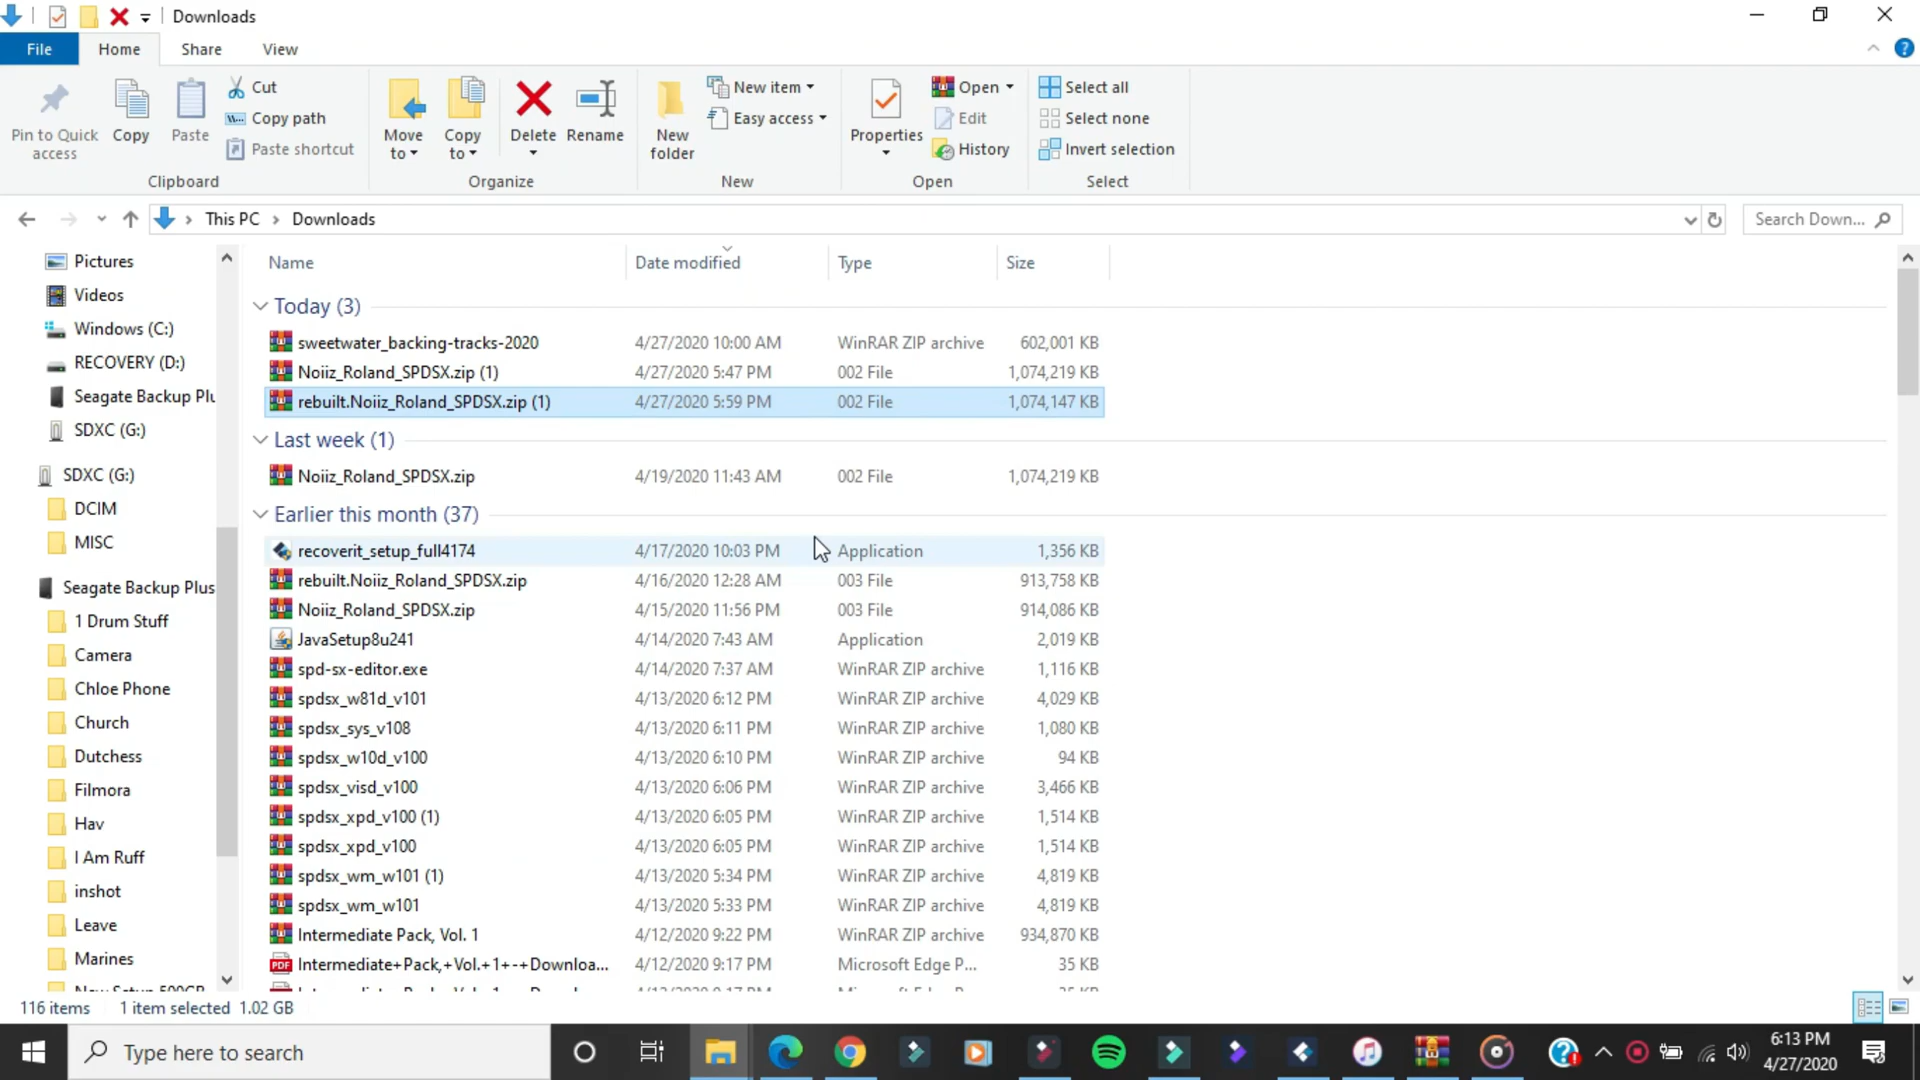 Downloads
File Home Share View
Pin to Quick access
Copy
Paste
Cut
Copy path
Paste shortcut
Clipboard
Move to
Copy to
Delete
Rename
Organize
New folder
New item
Easy access
New
Properties
Open
Edit
History
Open
Select all
Select none
Invert selection
Select
This PC > Downloads
Search Down...
Pictures
Videos
Windows (C:)
RECOVERY (D:)
Seagate Backup Plu
SDXC (G:)
SDXC (G:)
DCIM
MISC
Seagate Backup Plus
1 Drum Stuff
Camera
Chloe Phone
Church
Dutchess
Filmora
Hav
I Am Ruff
inshot
Leave
Marines
Name Date modified Type Size
Today (3)
sweetwater_backing-tracks-2020 4/27/2020 10:00 AM WinRAR ZIP archive 602,001 KB
Noiiz_Roland_SPDSX.zip (1) 4/27/2020 5:47 PM 002 File 1,074,219 KB
rebuilt.Noiiz_Roland_SPDSX.zip (1) 4/27/2020 5:59 PM 002 File 1,074,147 KB
Last week (1)
Noiiz_Roland_SPDSX.zip 4/19/2020 11:43 AM 002 File 1,074,219 KB
Earlier this month (37)
recoverit_setup_full4174 4/17/2020 10:03 PM Application 1,356 KB
rebuilt.Noiiz_Roland_SPDSX.zip 4/16/2020 12:28 AM 003 File 913,758 KB
Noiiz_Roland_SPDSX.zip 4/15/2020 11:56 PM 003 File 914,086 KB
JavaSetup8u241 4/14/2020 7:43 AM Application 2,019 KB
spd-sx-editor.exe 4/14/2020 7:37 AM WinRAR ZIP archive 1,116 KB
spdsx_w81d_v101 4/13/2020 6:12 PM WinRAR ZIP archive 4,029 KB
spdsx_sys_v108 4/13/2020 6:11 PM WinRAR ZIP archive 1,080 KB
spdsx_w10d_v100 4/13/2020 6:10 PM WinRAR ZIP archive 94 KB
spdsx_visd_v100 4/13/2020 6:06 PM WinRAR ZIP archive 3,466 KB
spdsx_xpd_v100 (1) 4/13/2020 6:05 PM WinRAR ZIP archive 1,514 KB
spdsx_xpd_v100 4/13/2020 6:05 PM WinRAR ZIP archive 1,514 KB
spdsx_wm_w101 (1) 4/13/2020 5:34 PM WinRAR ZIP archive 4,819 KB
spdsx_wm_w101 4/13/2020 5:33 PM WinRAR ZIP archive 4,819 KB
Intermediate Pack, Vol. 1 4/12/2020 9:22 PM WinRAR ZIP archive 934,870 KB
Intermediate+Pack,+Vol.+1+-+Downloa... 4/12/2020 9:17 PM Microsoft Edge P... 35 KB
116 items 1 item selected 1.02 GB
Type here to search
6:13 PM
4/27/2020